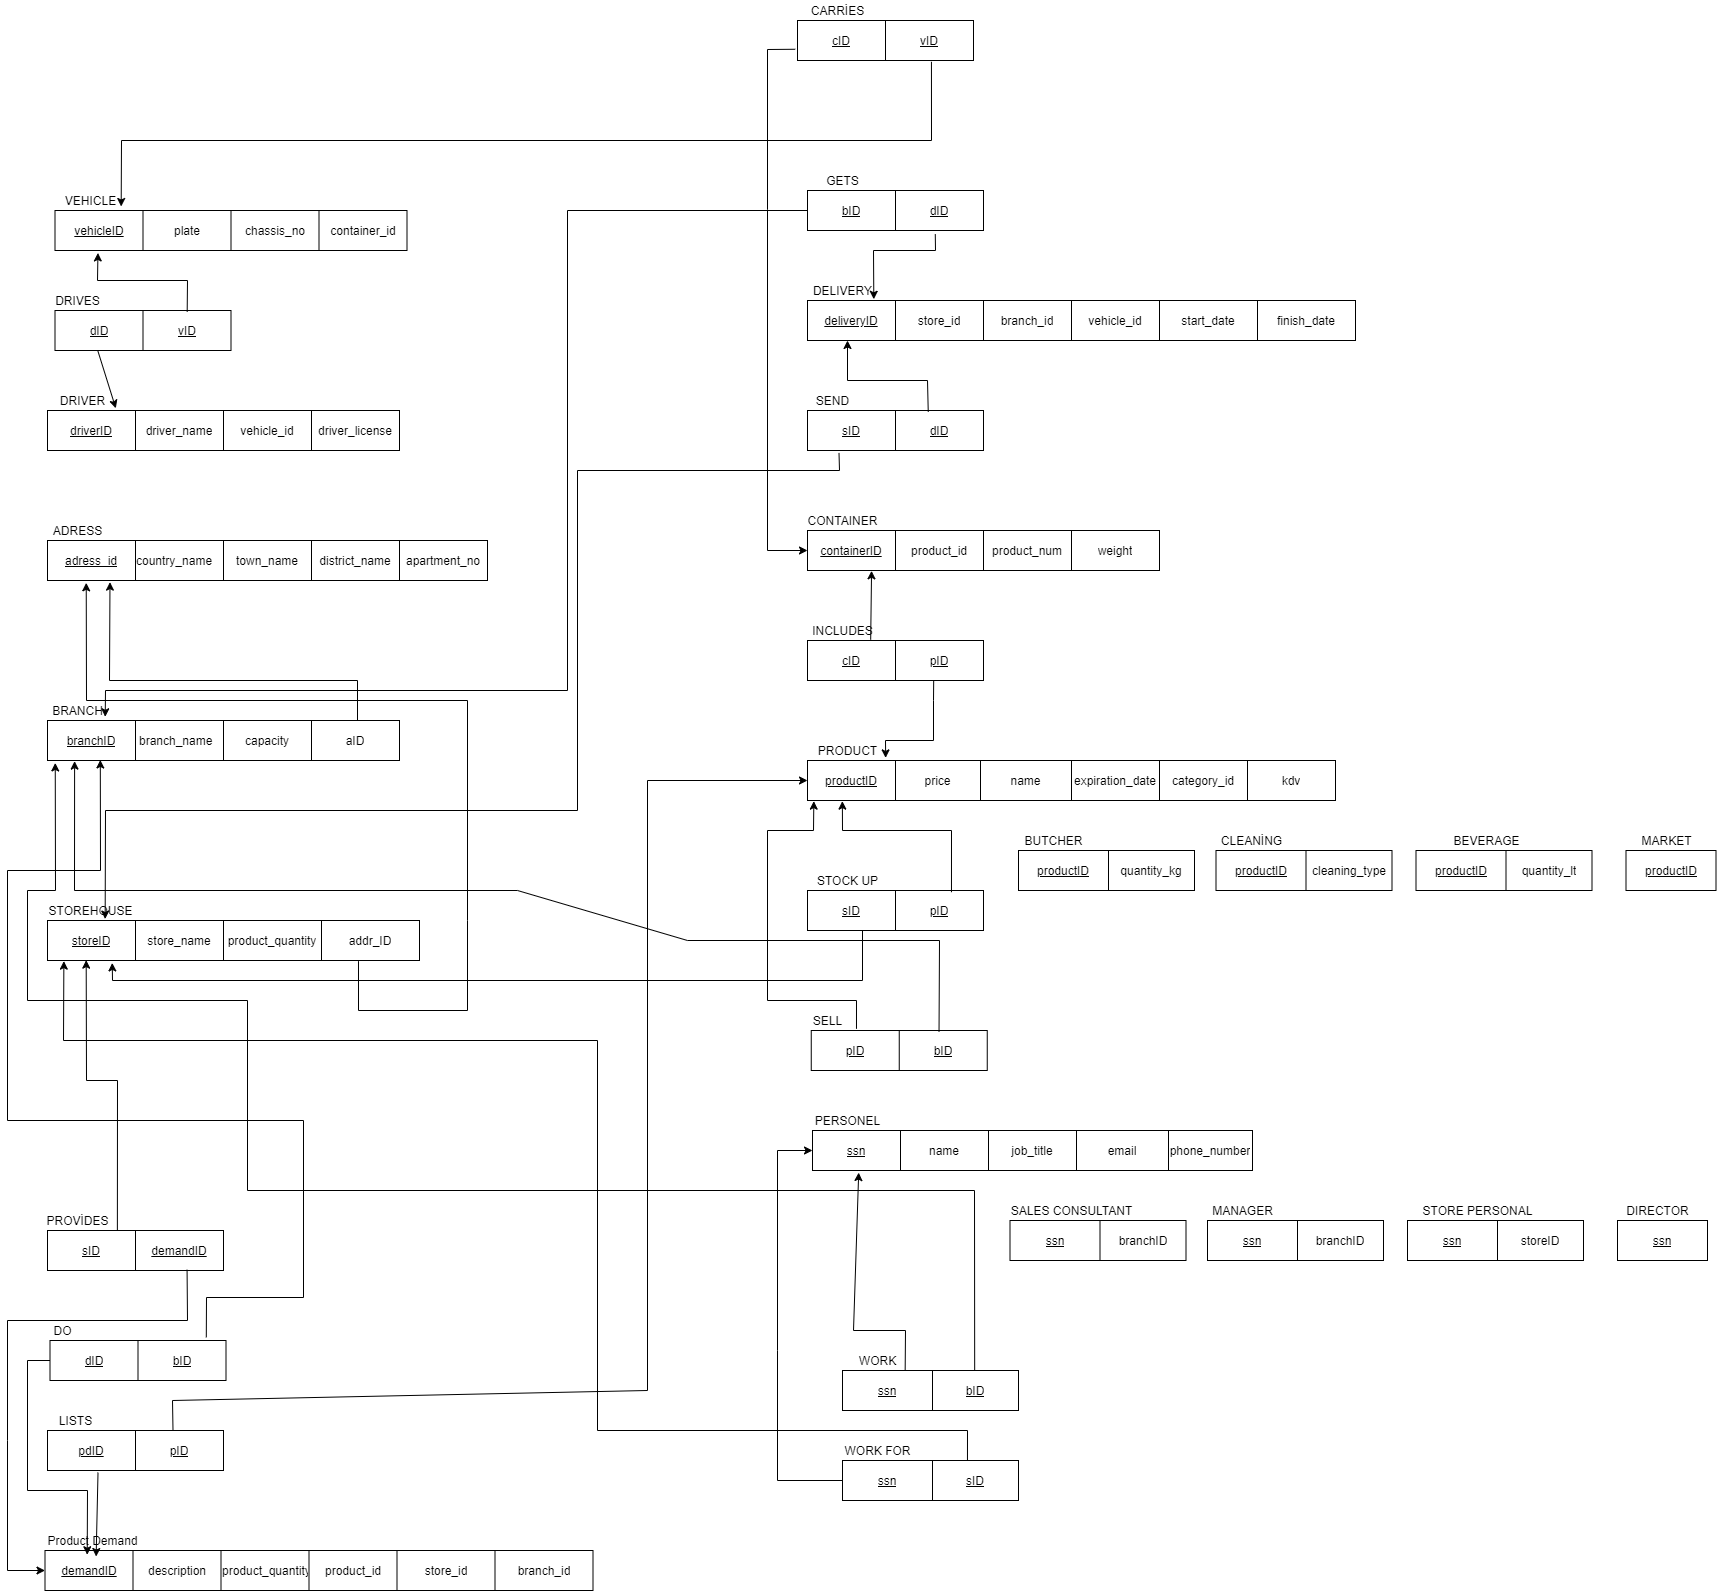 CARRİES
cID vID
VEHICLE
vehicleID plate chassis_no container_id
GETS
bID dID
DRIVES
dID vID
DELIVERY
deliveryID store_id branch_id vehicle_id start_date finish_date
DRIVER
driverID driver_name vehicle_id driver_license
SEND
sID dID
ADRESS
adress_id country_name town_name district_name apartment_no
CONTAINER
containerID product_id product_num weight
INCLUDES
cID pID
BRANCH
branchID branch_name capacity aID
PRODUCT
productID price name expiration_date category_id kdv
BUTCHER
productID quantity_kg
CLEANİNG
productID cleaning_type
BEVERAGE
productID quantity_lt
MARKET
productID
STOCK UP
sID pID
STOREHOUSE
storeID store_name product_quantity addr_ID
SELL
pID bID
PERSONEL
ssn name job_title email phone_number
SALES CONSULTANT
ssn branchID
MANAGER
ssn branchID
STORE PERSONAL
ssn storeID
DIRECTOR
ssn
PROVİDES
sID demandID
DO
dID bID
WORK
ssn bID
LISTS
pdID pID
WORK FOR
ssn sID
Product Demand
demandID description product_quantity product_id store_id branch_id